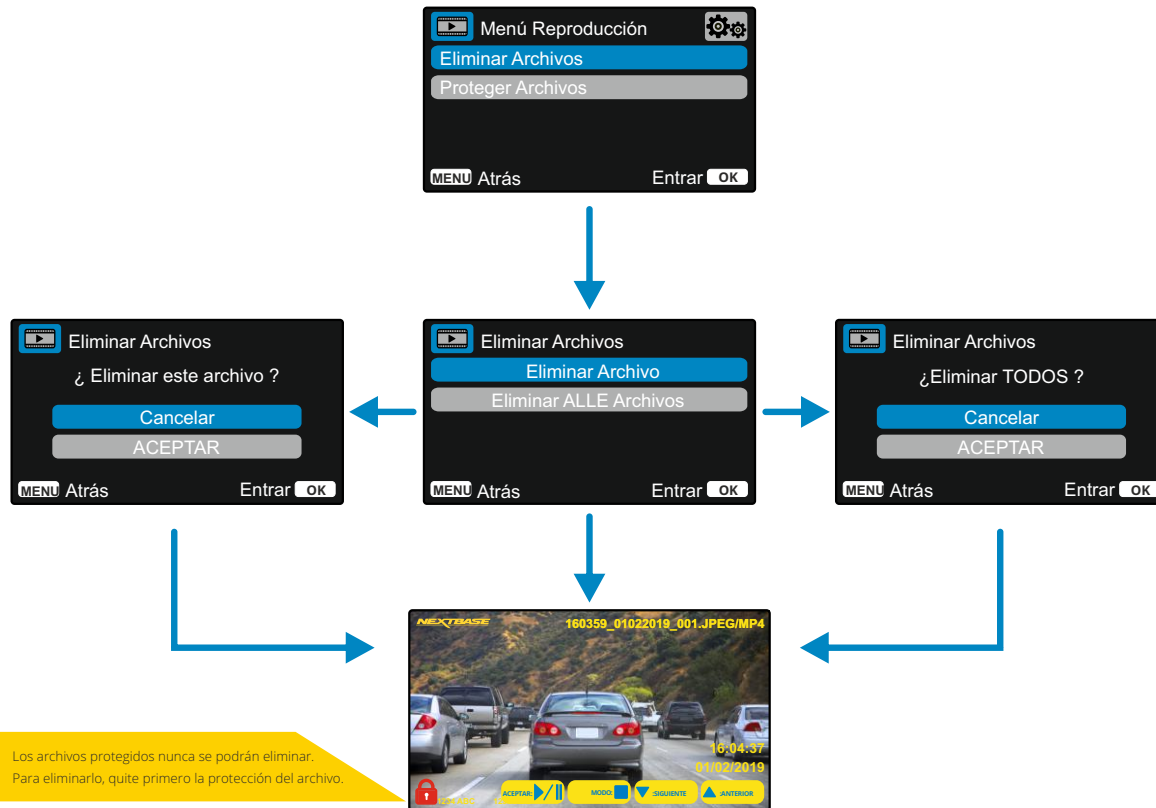 Menú Reproducción
Eliminar Archivos
Proteger Archivos
MENU Atrás
Entrar OK
Eliminar Archivos
¿ Eliminar este archivo ?
Cancelar
ACEPTAR
MENU Atrás
Entrar OK
Eliminar Archivos
Eliminar Archivo
Eliminar ALLE Archivos
MENU Atrás
Entrar OK
Eliminar Archivos
¿Eliminar TODOS ?
Cancelar
ACEPTAR
MENU Atrás
Entrar OK
NEXTBASE
160359_01022019_001.JPEG/MP4
16:04:37
01/02/2019
ACEPTAR:
MODO:
:SIGUIENTE
:ANTERIOR
Los archivos protegidos nunca se podrán eliminar.
Para eliminarlo, quite primero la protección del archivo.